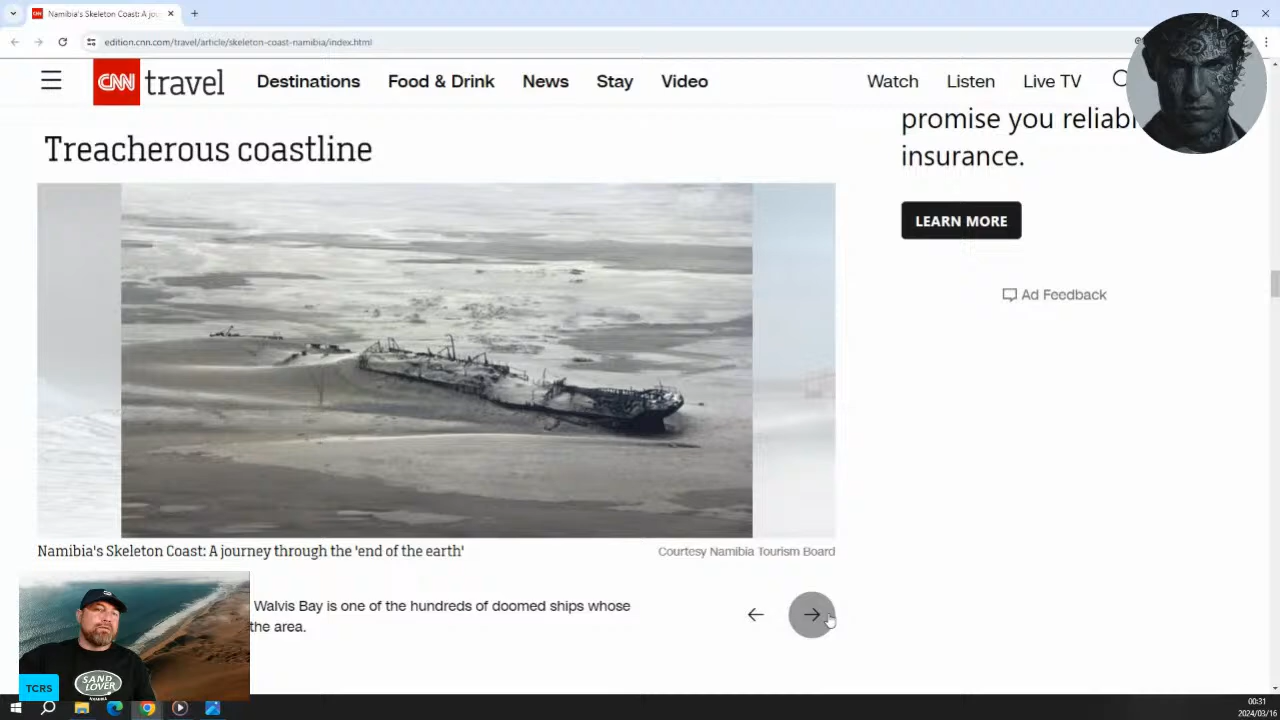 Namibia's Skeleton Coast: A jou
edition.cnn.com/travel/article/skeleton-coast-namibia/index.html
CNN travel Destinations Food & Drink News Stay Video Watch Listen Live TV
promise you reliab
insurance.
Treacherous coastline
LEARN MORE
Ad Feedback
Namibia's Skeleton Coast: A journey through the 'end of the earth'
Courtesy Namibia Tourism Board
Walvis Bay is one of the hundreds of doomed ships whose
the area.
SAND
LOVER
NAMIBIA
TCRS
00:31
2024/03/16